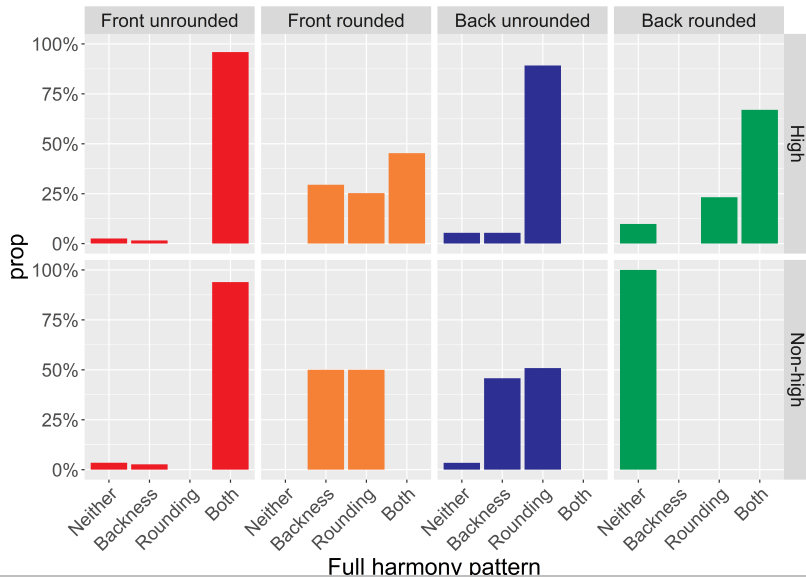 Front unrounded Front rounded Back unrounded Back rounded
100%
75%
50%
25%
0%
High
prop
100%
75%
50%
25%
0%
Non-high
Neither Backness Rounding Both Neither Backness Rounding Both Neither Backness Rounding Both Neither Backness Rounding Both
Full harmony pattern